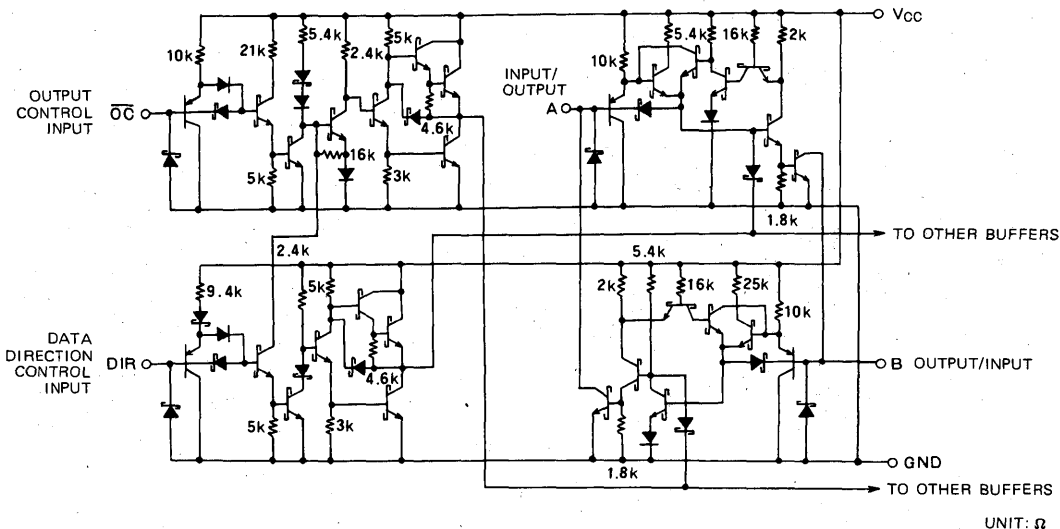 VCC
5.4k
5k
5.4k
16k
2k
10k
21k
2.4k
10k
INPUT/
OUTPUT
A
OUTPUT
CONTROL
INPUT
OC
4.6k
16k
5k
3k
1.8k
2.4k
TO OTHER BUFFERS
5.4k
9.4k
5k
2k
16k
25k
10k
DATA
DIRECTION
CONTROL
INPUT
DIR
4.6k
B OUTPUT/INPUT
5k
3k
1.8k
GND
TO OTHER BUFFERS
UNIT: Ω